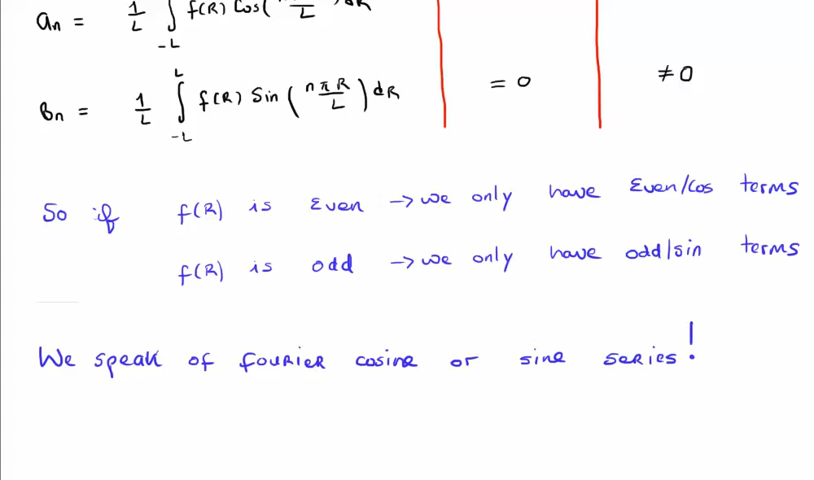 an = 1/L ∫_{-L} f(R) Cos( /L ) dR
Bn = 1/L ∫_{-L}^{L} f(R) Sin (nπR/L) dR = 0 ≠ 0
So if f(R) is Even → we only have Even/Cos terms
f(R) is odd → we only have odd/sin terms
We speak of fourier cosine or sine series!